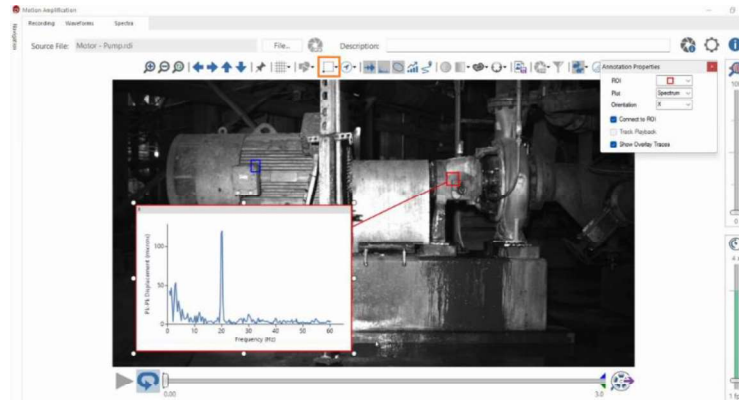 Motion Amplification
Recording Waveforms Spectra
Navigation
Source File: Motor - Pump.rdi File... Description:
Annotation Properties
ROI
Plot Spectrum
Orientation X
Connect to ROI
Track Playback
Show Overlay Traces
X
Pk-Pk Displacement (microns)
100
50
0
0 10 20 30 40 50 60
Frequency (Hz)
0.00 3.0